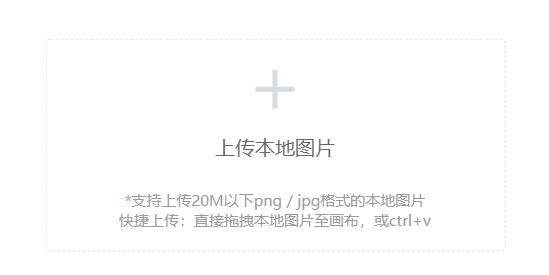 上传本地图片
*支持上传20M以下png / jpg格式的本地图片
快捷上传：直接拖拽本地图片至画布，或ctrl+v